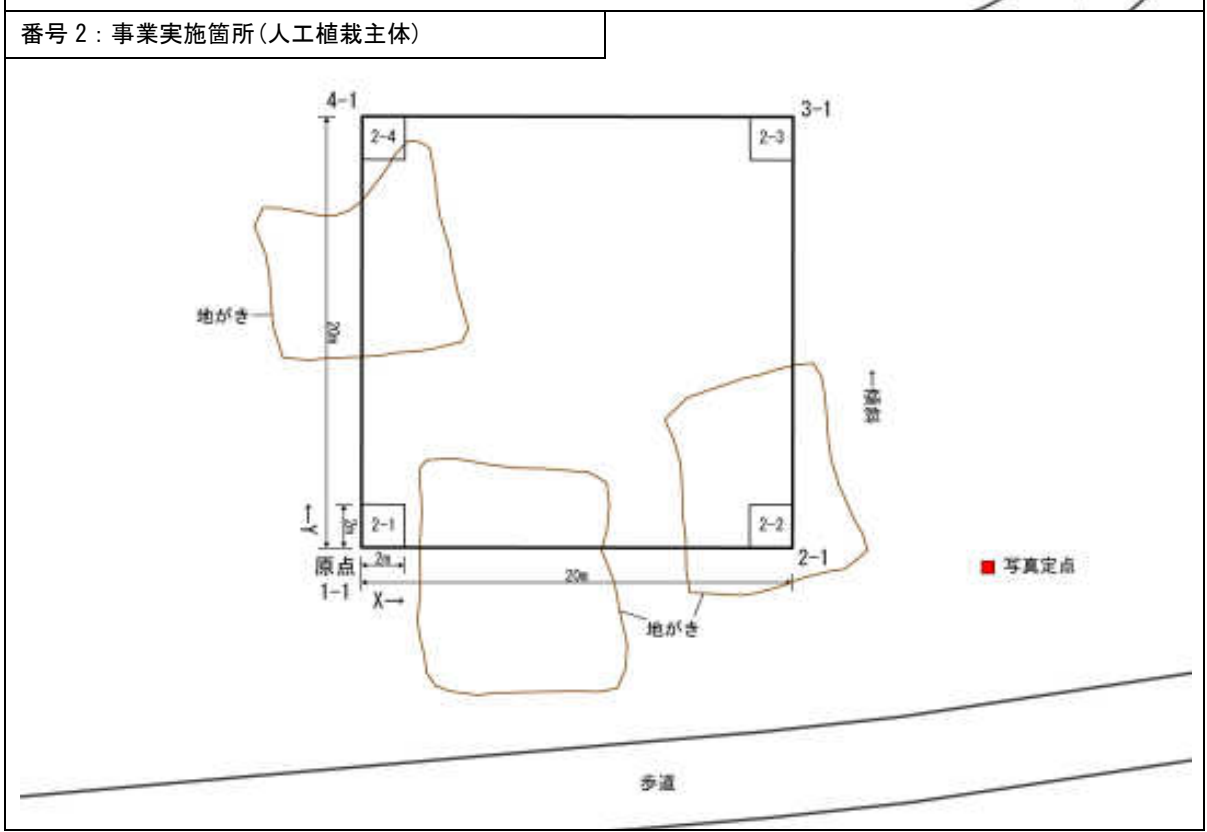 番号 2：事業実施箇所(人工植栽主体)
4-1
3-1
2-4
2-3
地がき
20m
←Y
2m
2-1
2-2
原点
1-1
2m
20m
X→
2-1
地がき
写真定点
歩道